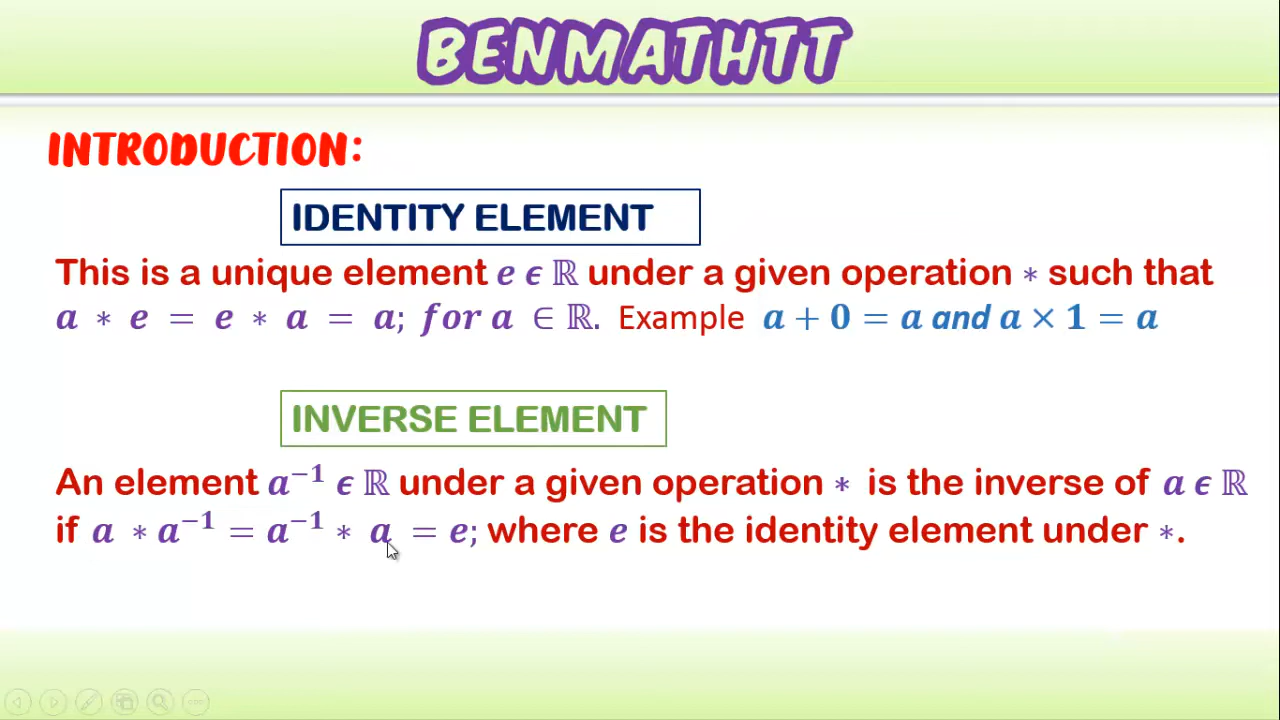 BENMATHTT
INTRODUCTION:
IDENTITY ELEMENT
This is a unique element e ϵ ℝ under a given operation ∗ such that
a ∗ e = e ∗ a = a; for a ∈ ℝ. Example a + 0 = a and a × 1 = a
INVERSE ELEMENT
An element a⁻¹ ϵ ℝ under a given operation ∗ is the inverse of a ϵ ℝ
if a ∗ a⁻¹ = a⁻¹ ∗ a = e; where e is the identity element under ∗.